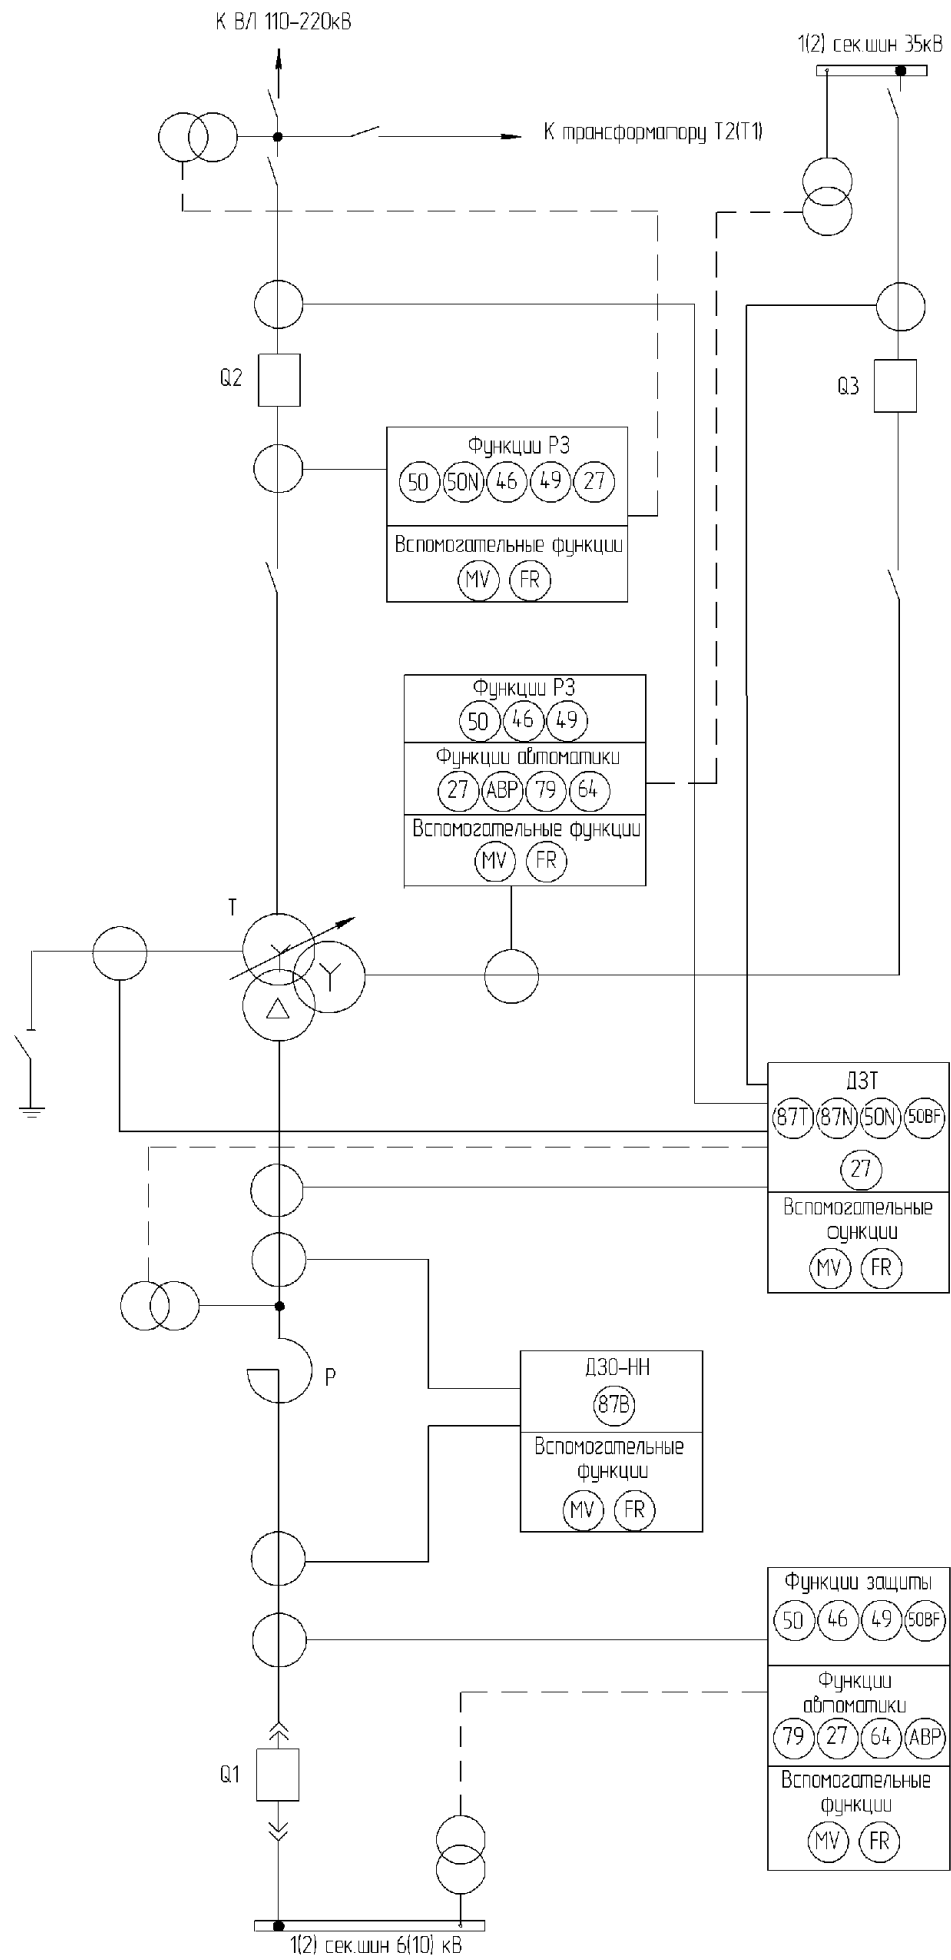 К ВЛ 110-220кВ
1(2) сек.шин 35кВ
К трансформатору Т2(Т1)
Q2
Q3
Функции РЗ
50 50N 46 49 27
Вспомогательные функции
MV FR
Функции РЗ
50 46 49
Функции автоматики
27 АВР 79 64
Вспомогательные функции
MV FR
Т
ДЗТ
87T 87N 50N 50BF
27
Вспомогательные
функции
MV FR
Р
ДЗО-НН
87B
Вспомогательные
функции
MV FR
Функции защиты
50 46 49 50BF
Функции
автоматики
79 27 64 АВР
Вспомогательные
функции
MV FR
Q1
1(2) сек.шин 6(10) кВ